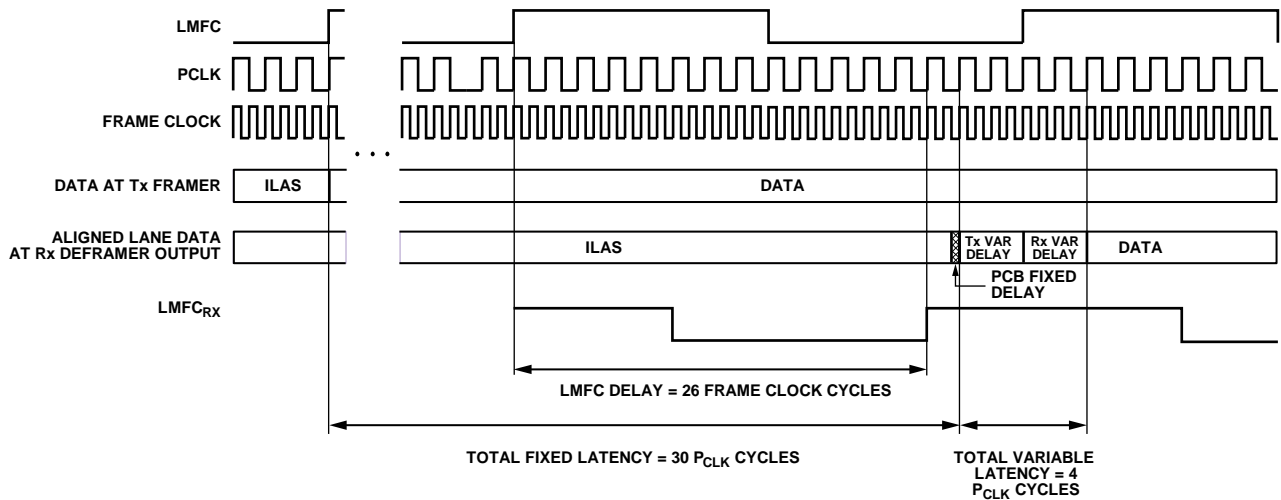 LMFC
PCLK
FRAME CLOCK
...
DATA AT Tx FRAMER
ILAS
DATA
ALIGNED LANE DATA
AT Rx DEFRAMER OUTPUT
ILAS
Tx VAR
DELAY
Rx VAR
DELAY
DATA
PCB FIXED
DELAY
LMFCRX
LMFC DELAY = 26 FRAME CLOCK CYCLES
TOTAL FIXED LATENCY = 30 PCLK CYCLES
TOTAL VARIABLE
LATENCY = 4
PCLK CYCLES